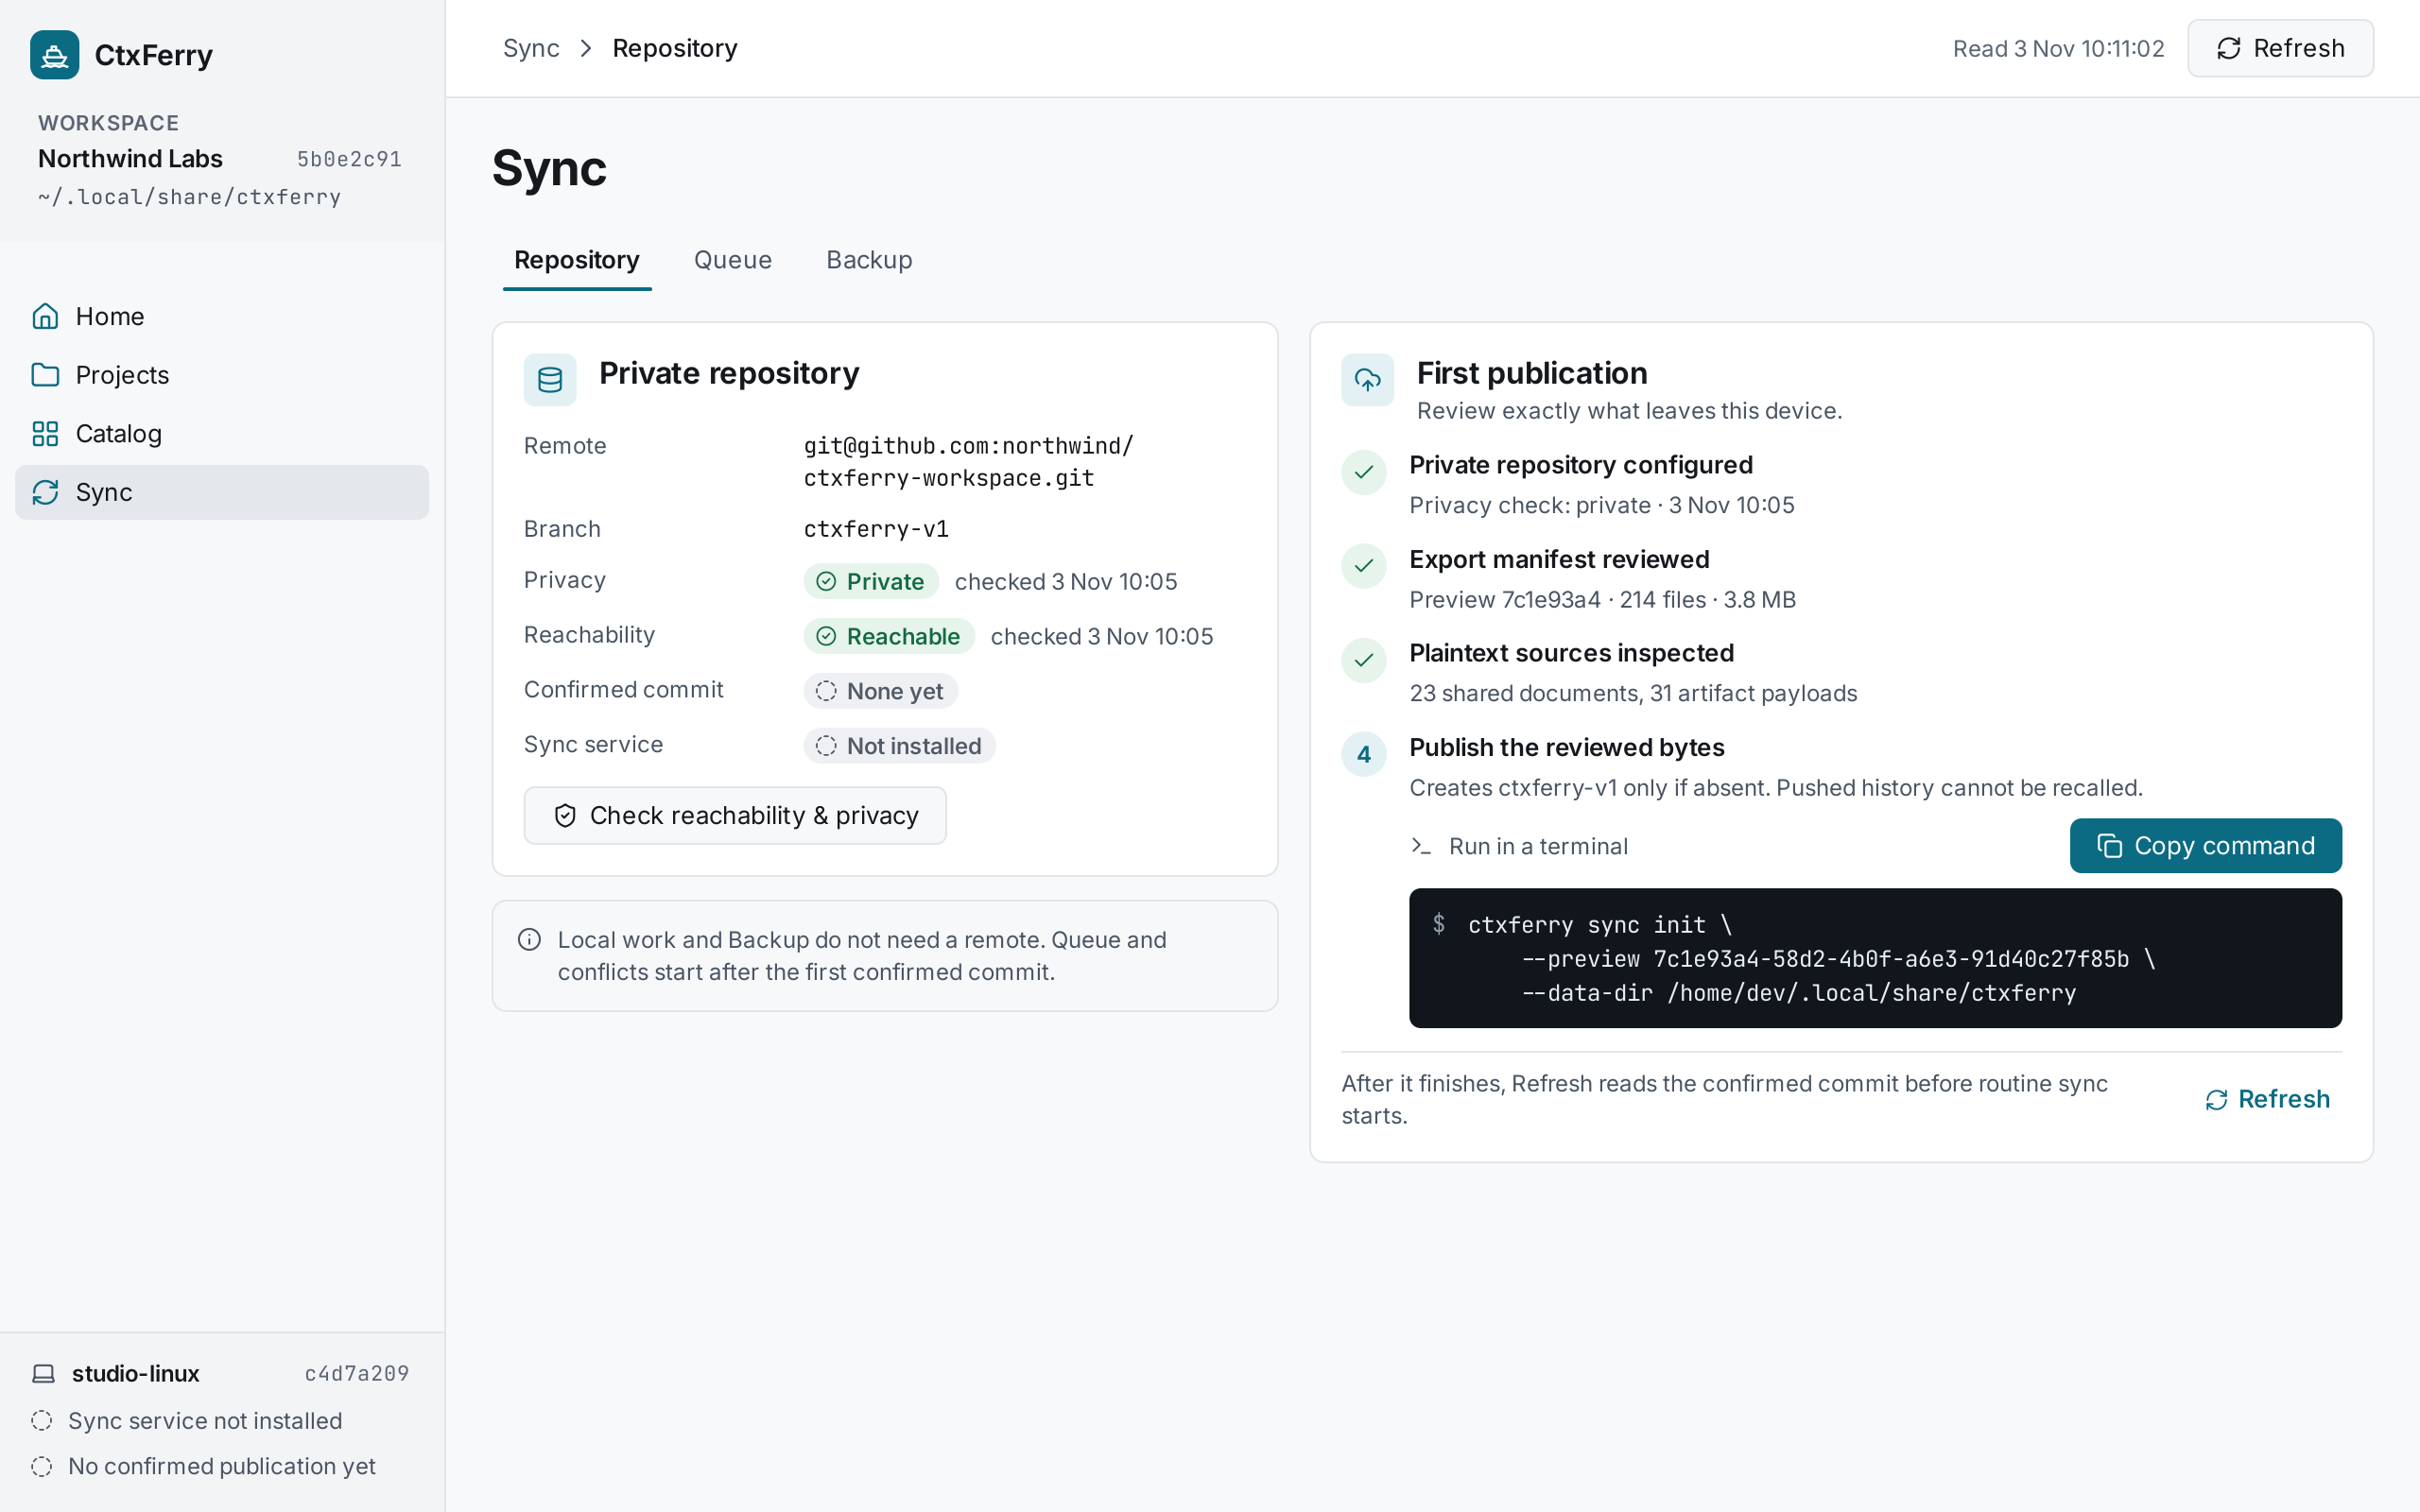 CtxFerry
WORKSPACE
Northwind Labs 5b0e2c91
~/.local/share/ctxferry
Home
Projects
Catalog
Sync
studio-linux c4d7a209
Sync service not installed
No confirmed publication yet
Sync > Repository
Read 3 Nov 10:11:02 Refresh
Sync
Repository Queue Backup
Private repository
Remote git@github.com:northwind/
ctxferry-workspace.git
Branch ctxferry-v1
Privacy Private checked 3 Nov 10:05
Reachability Reachable checked 3 Nov 10:05
Confirmed commit None yet
Sync service Not installed
Check reachability & privacy
Local work and Backup do not need a remote. Queue and
conflicts start after the first confirmed commit.
First publication
Review exactly what leaves this device.
Private repository configured
Privacy check: private · 3 Nov 10:05
Export manifest reviewed
Preview 7c1e93a4 · 214 files · 3.8 MB
Plaintext sources inspected
23 shared documents, 31 artifact payloads
4 Publish the reviewed bytes
Creates ctxferry-v1 only if absent. Pushed history cannot be recalled.
Run in a terminal Copy command
$ ctxferry sync init \
--preview 7c1e93a4-58d2-4b0f-a6e3-91d40c27f85b \
--data-dir /home/dev/.local/share/ctxferry
After it finishes, Refresh reads the confirmed commit before routine sync
starts.
Refresh